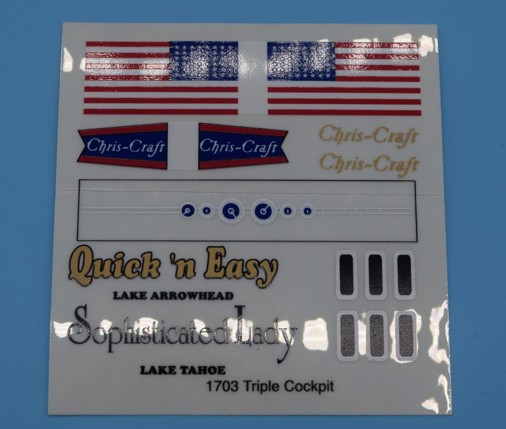 Chris-Craft Chris-Craft Chris-Craft
Chris-Craft
Quick 'n Easy
LAKE ARROWHEAD
Sophisticated Lady
LAKE TAHOE
1703 Triple Cockpit